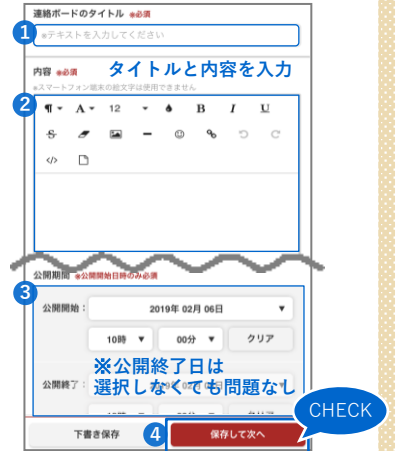 連絡ボードのタイトル ※必須
1
※テキストを入力してください
内容 ※必須
タイトルと内容を入力
※スマートフォン端末の絵文字は使用できません
2
¶ A 12 B I U
S
</>
公開期間 ※公開開始日時のみ必須
3
公開開始： 2019年 02月 06日 ▼
10時 ▼ 00分 ▼ クリア
※公開終了日は
選択しなくても問題なし
公開終了：
CHECK
下書き保存
4
保存して次へ